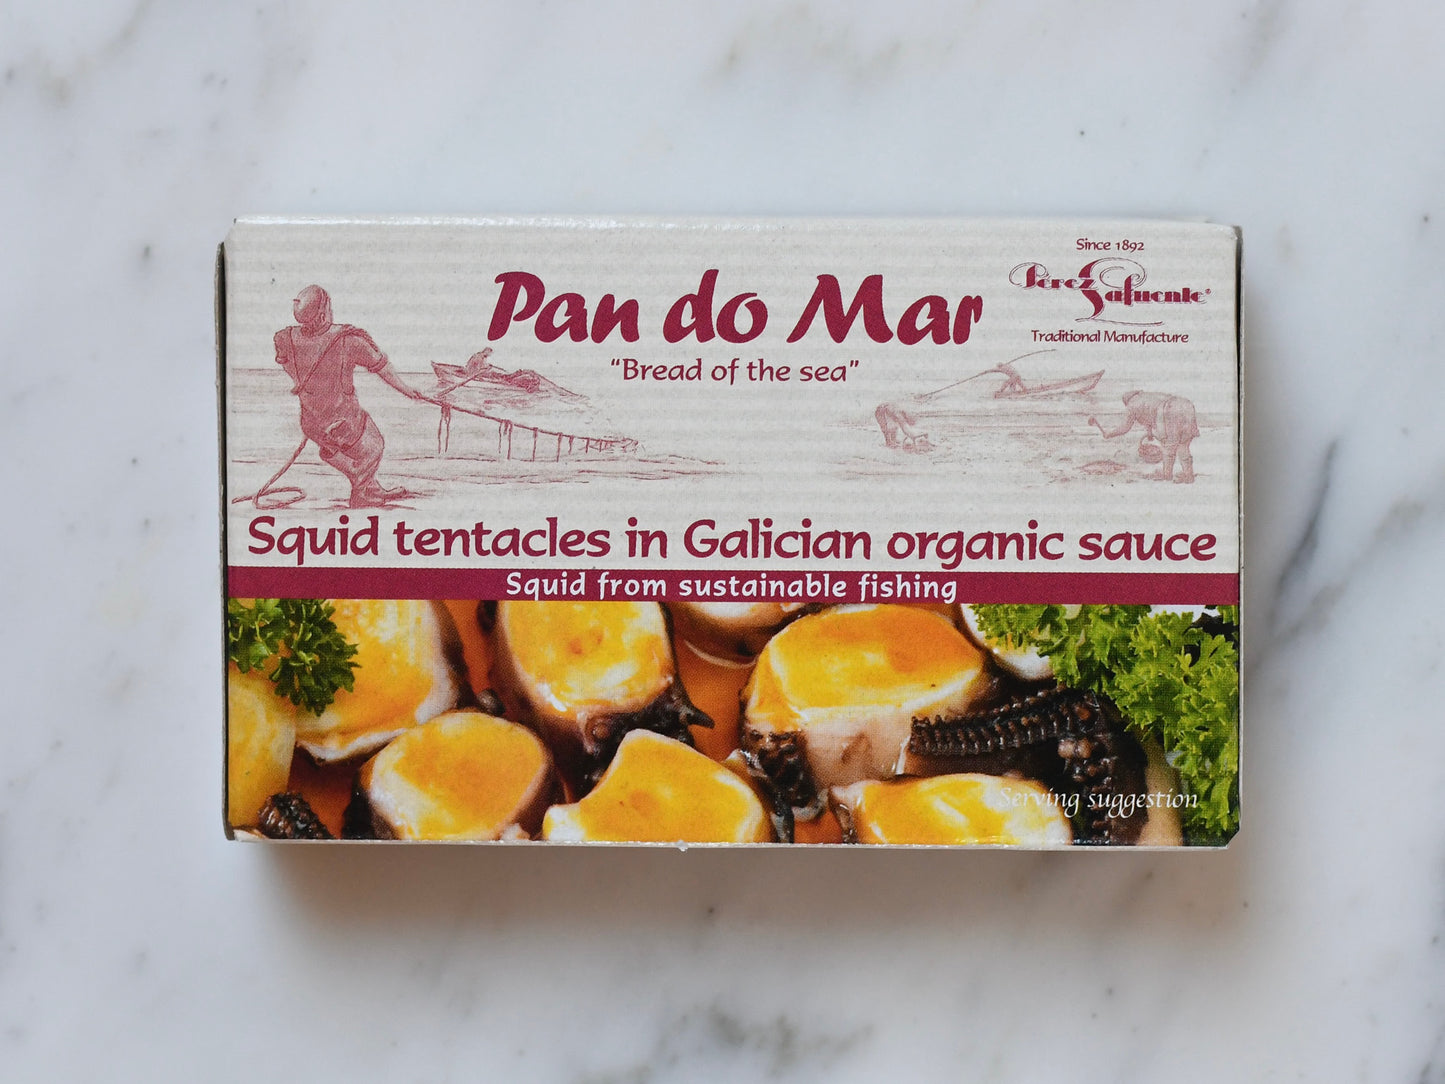 Since 1892
Perez Lafuente®
Traditional Manufacture
Pan do Mar
“Bread of the sea”
Squid tentacles in Galician organic sauce
Squid from sustainable fishing
Serving suggestion